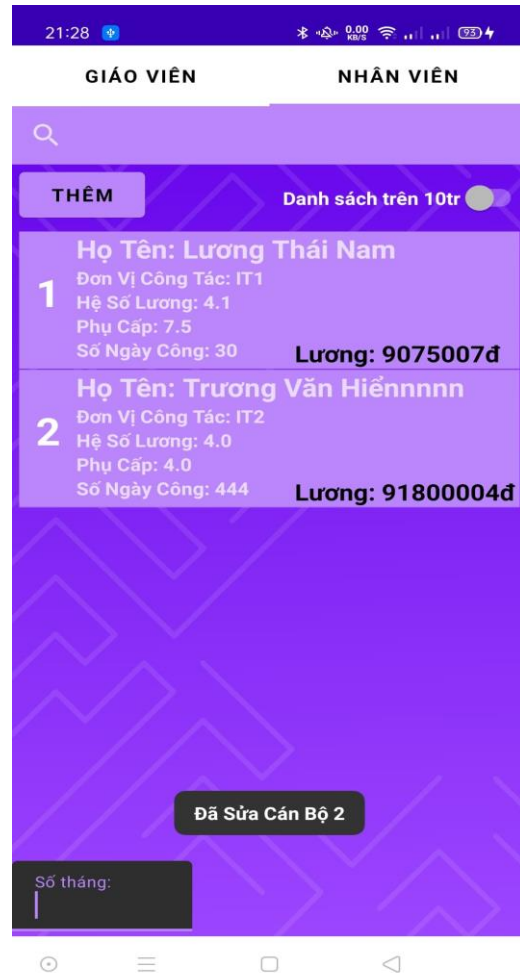 21:28
0.00
KB/S
93
GIÁO VIÊN
NHÂN VIÊN
THÊM
Danh sách trên 10tr
1
Họ Tên: Lương Thái Nam
Đơn Vị Công Tác: IT1
Hệ Số Lương: 4.1
Phụ Cấp: 7.5
Số Ngày Công: 30
Lương: 9075007đ
2
Họ Tên: Trương Văn Hiểnnnnn
Đơn Vị Công Tác: IT2
Hệ Số Lương: 4.0
Phụ Cấp: 4.0
Số Ngày Công: 444
Lương: 91800004đ
Đã Sửa Cán Bộ 2
Số tháng: